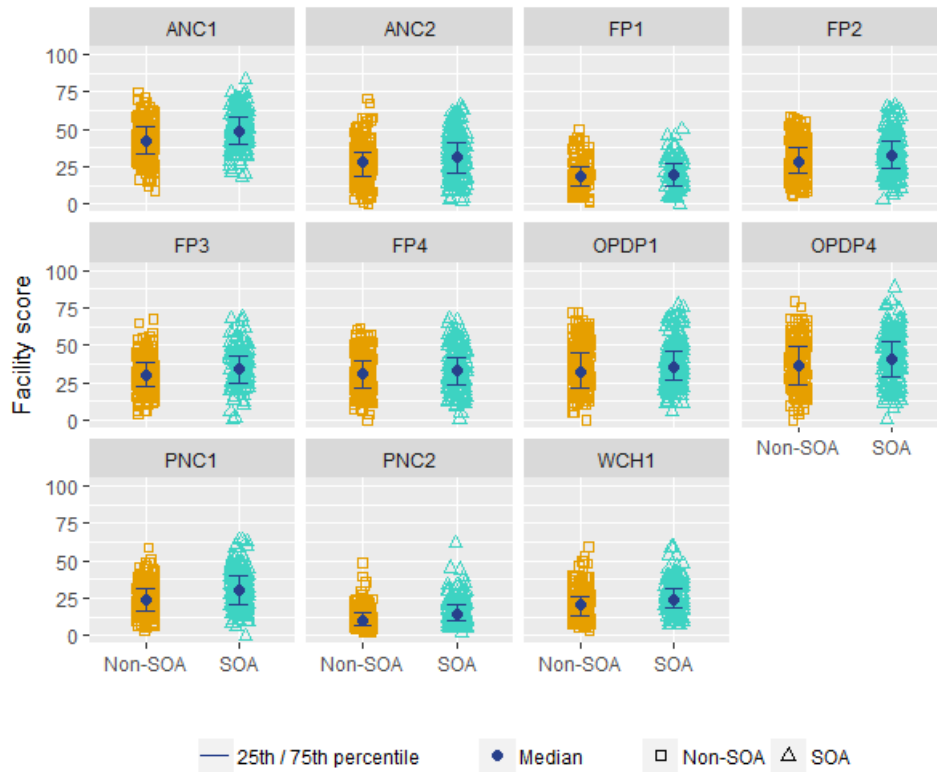 ANC1 ANC2 FP1 FP2
100
75
50
25
0
FP3 FP4 OPDP1 OPDP4
100
75
50
25
0
Facility score
Non-SOA SOA
PNC1 PNC2 WCH1
100
75
50
25
0
Non-SOA SOA Non-SOA SOA Non-SOA SOA
25th / 75th percentile Median Non-SOA SOA